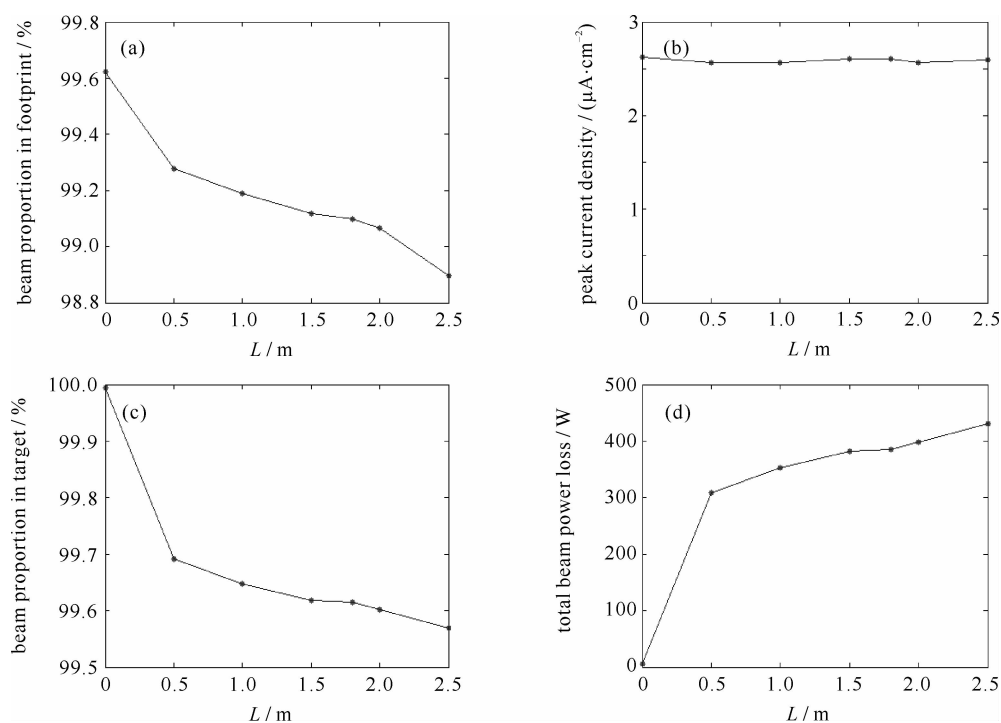 99.8
99.6
99.4
99.2
99.0
98.8
beam proportion in footprint / %
(a)
0 0.5 1.0 1.5 2.0 2.5
L / m
3
2
1
0
peak current density / (μA·cm⁻²)
(b)
0 0.5 1.0 1.5 2.0 2.5
L / m
100.0
99.9
99.8
99.7
99.6
99.5
beam proportion in target / %
(c)
0 0.5 1.0 1.5 2.0 2.5
L / m
500
400
300
200
100
0
total beam power loss / W
(d)
0 0.5 1.0 1.5 2.0 2.5
L / m